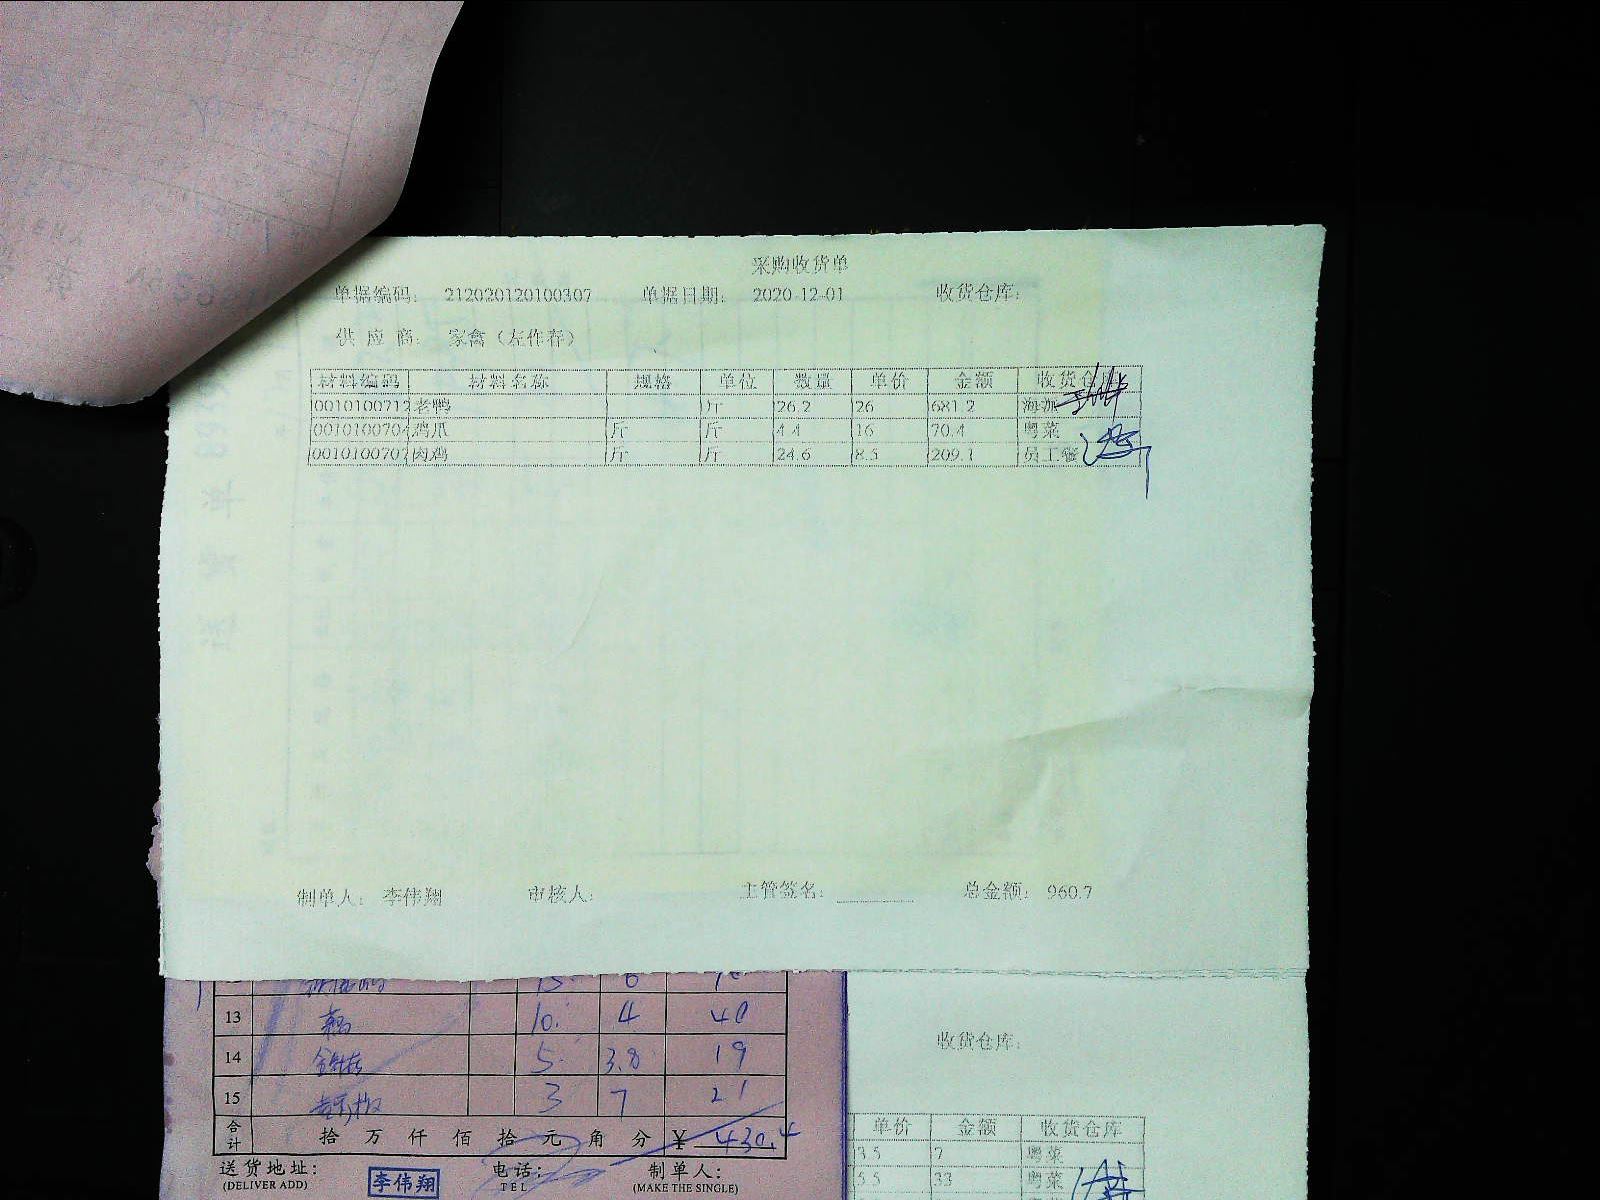 采购收货单
单据编码： 212020120100307 单据日期： 2020-12-01 收货仓库：
供 应 商： 家禽（左作存）
材料编码 材料名称 规格 单位 数量 单价 金额 收货仓库
0010100712 老鸭 斤 26.2 26 681.2 海派
0010100704 鸡爪 斤 斤 4.4 16 70.4 粤菜
0010100707 肉鸡 斤 斤 24.6 8.5 209.1 员工餐
制单人： 李伟翔 审核人： 主管签名： 总金额： 960.7
13 10. 4 40
14 5. 3.8 19
15 3 7 21
合计 拾 万 仟 佰 拾 元 角 分 ¥ 430.4
送货地址： 电话： 制单人：
(DELIVER ADD) 李伟翔 TEL (MAKE THE SINGLE)
收货仓库：
单价 金额 收货仓库
3.5 7 粤菜
5.5 33 粤菜